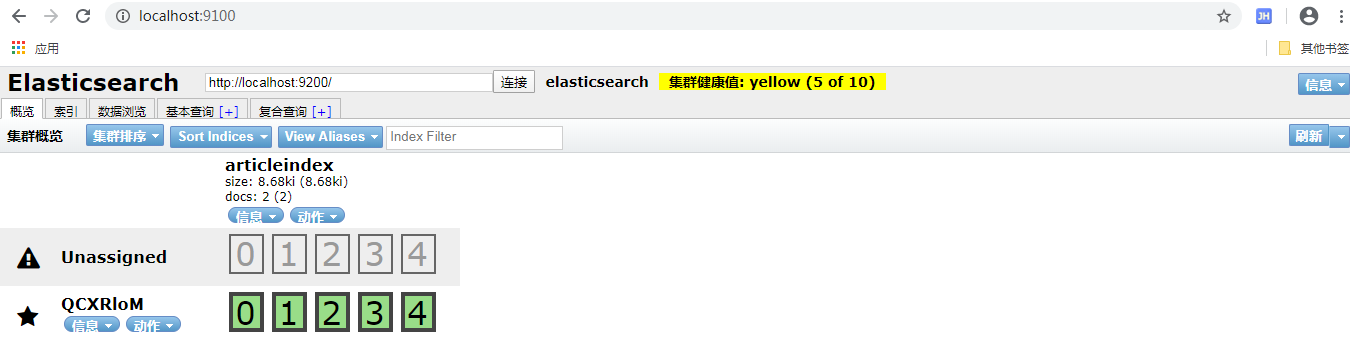 localhost:9100
JH
应用
其他书签
Elasticsearch http://localhost:9200/ 连接 elasticsearch 集群健康值: yellow (5 of 10) 信息
概览 索引 数据浏览 基本查询 [+] 复合查询 [+]
集群概览 集群排序 Sort Indices View Aliases Index Filter 刷新
articleindex
size: 8.68ki (8.68ki)
docs: 2 (2)
信息 动作
Unassigned 0 1 2 3 4
QCXRloM 0 1 2 3 4
信息 动作